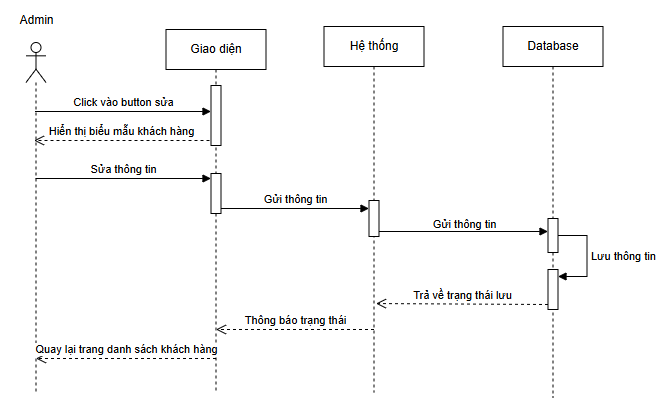 Admin
Giao diện
Hệ thống
Database
Click vào button sửa
Hiển thị biểu mẫu khách hàng
Sửa thông tin
Gửi thông tin
Gửi thông tin
Lưu thông tin
Trả về trạng thái lưu
Thông báo trạng thái
Quay lại trang danh sách khách hàng